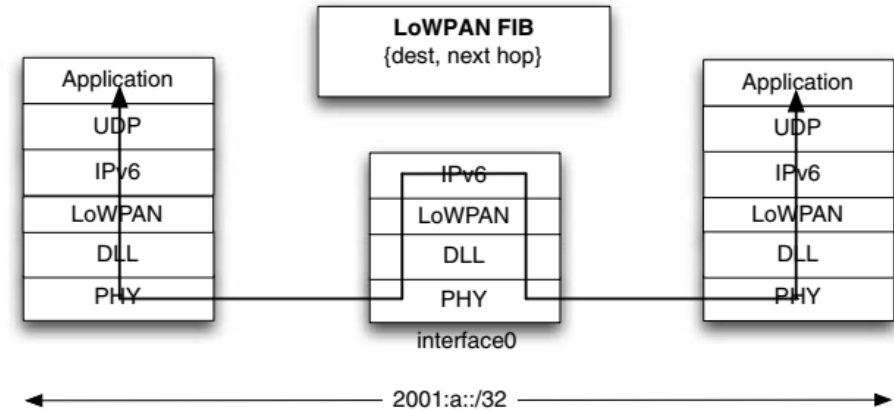 LoWPAN FIB
{dest, next hop}
Application
UDP
IPv6
LoWPAN
DLL
PHY
IPv6
LoWPAN
DLL
PHY
interface0
Application
UDP
IPv6
LoWPAN
DLL
PHY
2001:a::/32